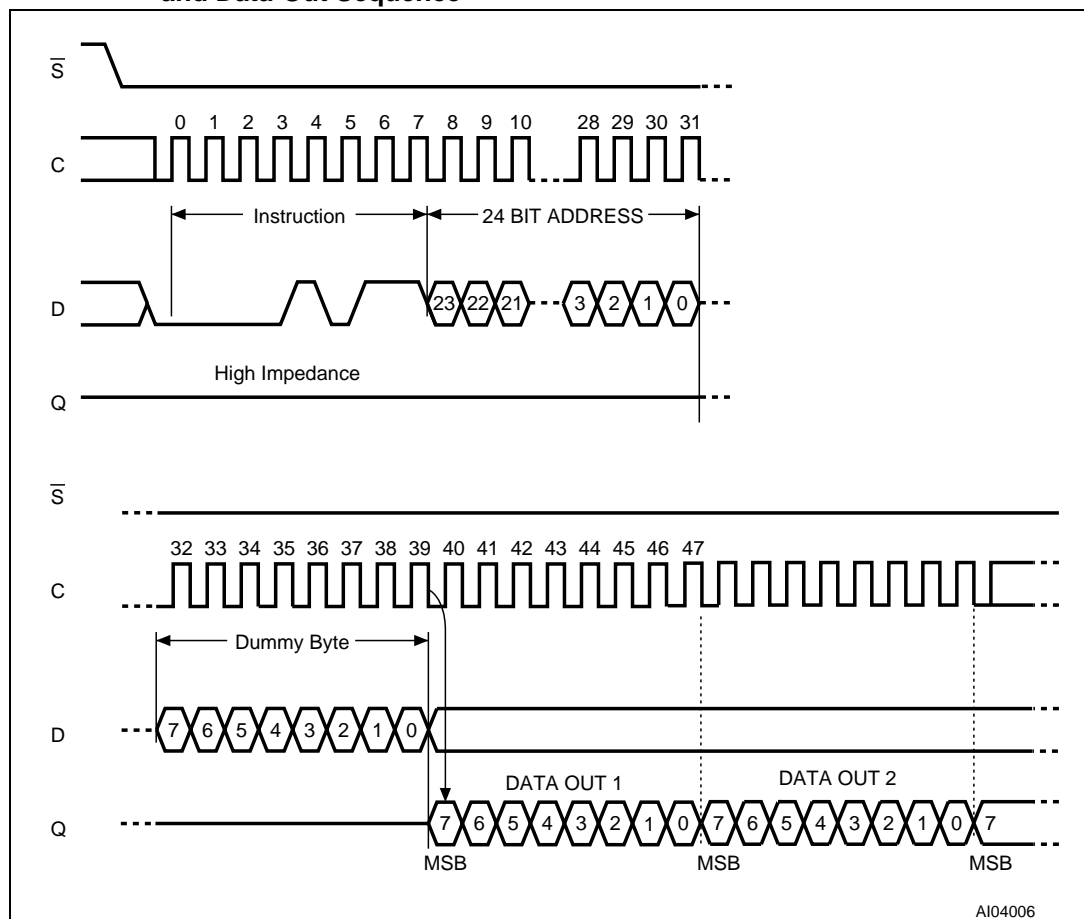 and Data-Out Sequence
S
0 1 2 3 4 5 6 7 8 9 10 28 29 30 31
C
Instruction 24 BIT ADDRESS
D 23 22 21 3 2 1 0
High Impedance
Q
S
32 33 34 35 36 37 38 39 40 41 42 43 44 45 46 47
C
Dummy Byte
D 7 6 5 4 3 2 1 0
DATA OUT 1 DATA OUT 2
Q 7 6 5 4 3 2 1 0 7 6 5 4 3 2 1 0 7
MSB MSB MSB
AI04006